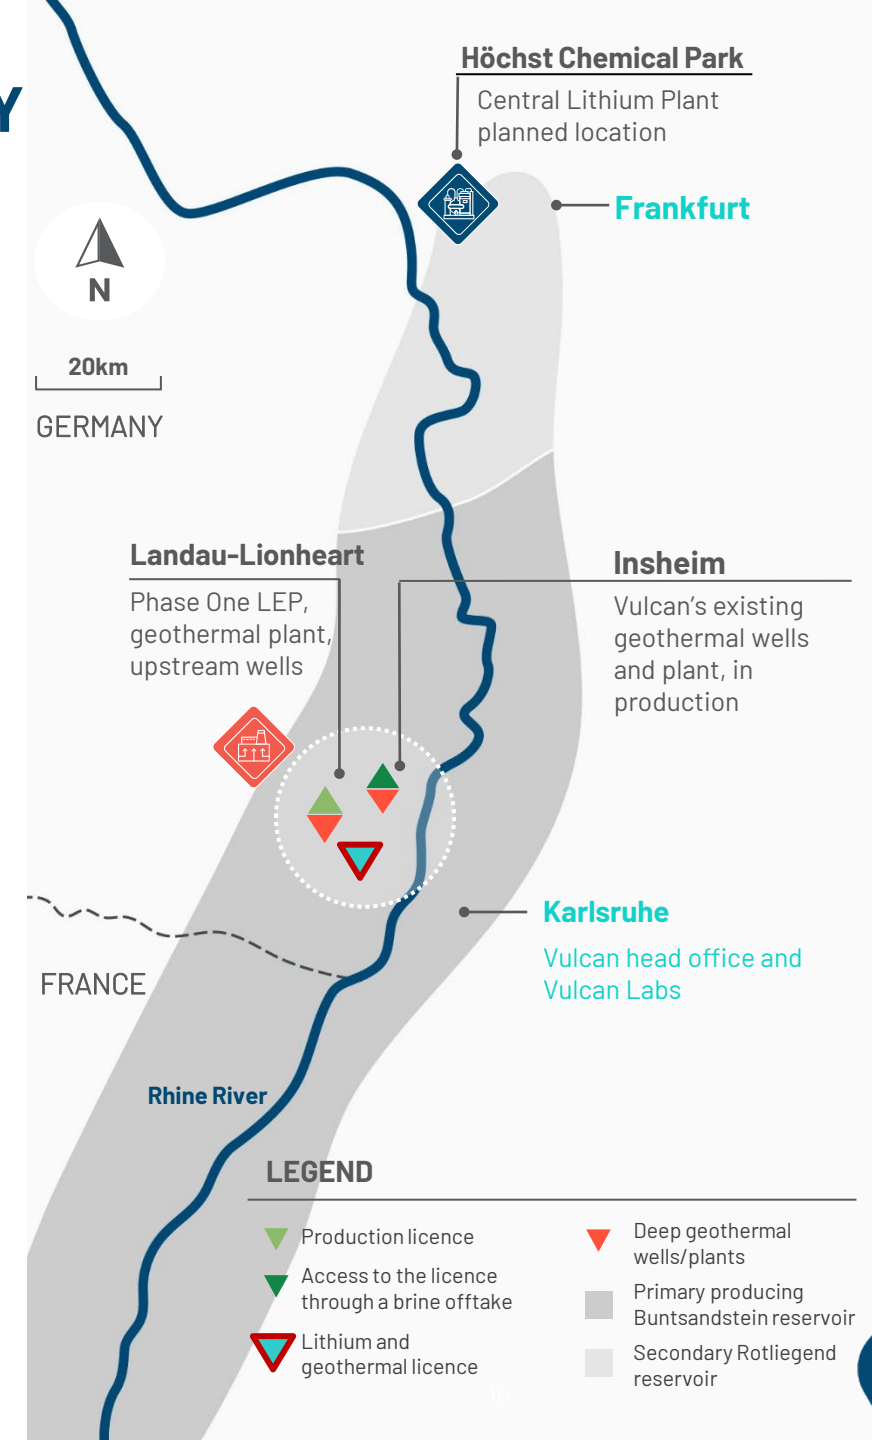 Y
Höchst Chemical Park
Central Lithium Plant
planned location
Frankfurt
N
20km
GERMANY
Landau-Lionheart
Phase One LEP,
geothermal plant,
upstream wells
Insheim
Vulcan's existing
geothermal wells
and plant, in
production
Karlsruhe
Vulcan head office and
Vulcan Labs
FRANCE
Rhine River
LEGEND
Production licence
Access to the licence
through a brine offtake
Lithium and
geothermal licence
Deep geothermal
wells/plants
Primary producing
Buntsandstein reservoir
Secondary Rotliegend
reservoir
10